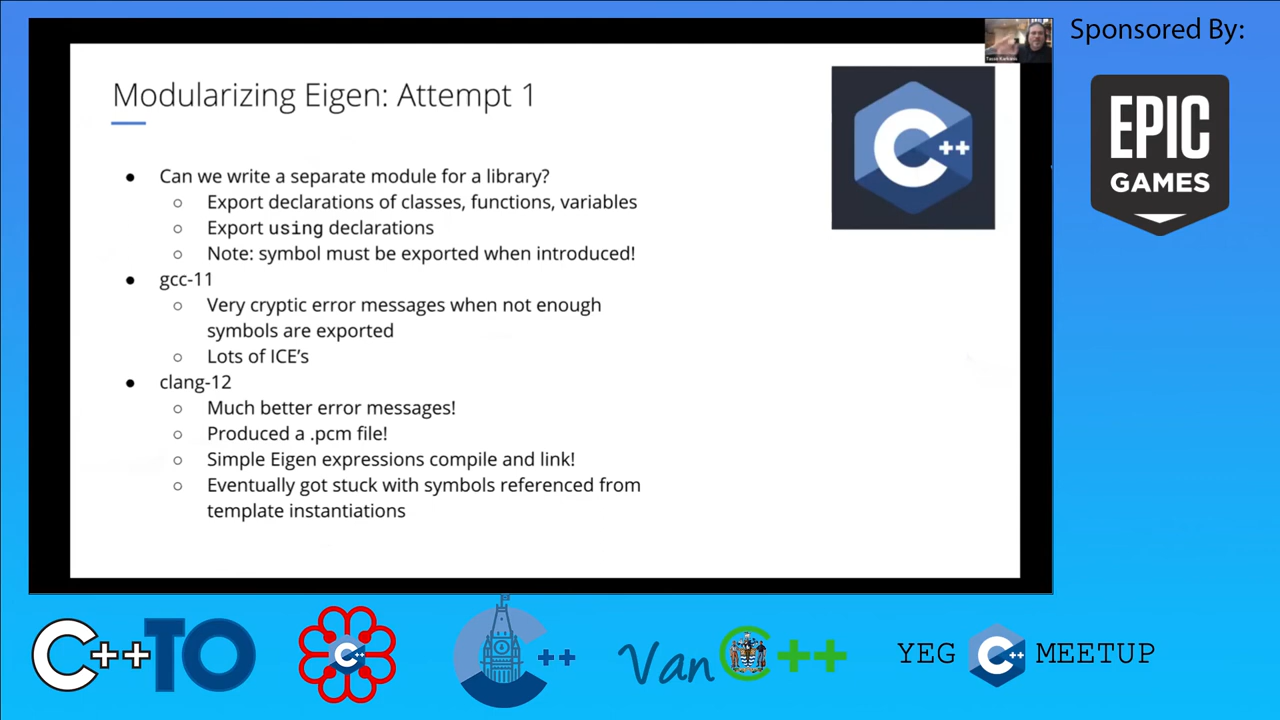 Sponsored By:
EPIC
GAMES
Modularizing Eigen: Attempt 1
C++
● Can we write a separate module for a library?
○ Export declarations of classes, functions, variables
○ Export using declarations
○ Note: symbol must be exported when introduced!
● gcc-11
○ Very cryptic error messages when not enough
symbols are exported
○ Lots of ICE’s
● clang-12
○ Much better error messages!
○ Produced a .pcm file!
○ Simple Eigen expressions compile and link!
○ Eventually got stuck with symbols referenced from
template instantiations
C++TO
C++
C++
Van C++
YEG C++ MEETUP